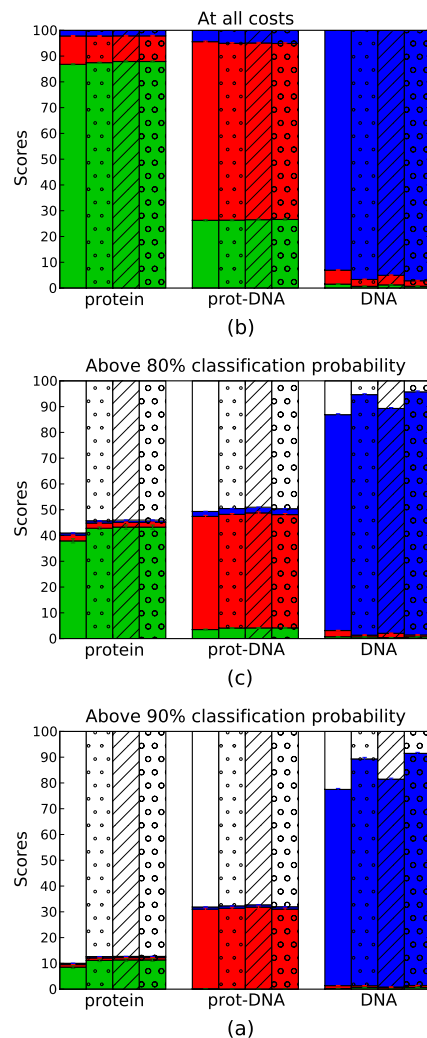 At all costs
100
90
80
70
60
50
40
30
20
10
0
Scores
protein prot-DNA DNA
(b)
Above 80% classification probability
100
90
80
70
60
50
40
30
20
10
0
Scores
protein prot-DNA DNA
(c)
Above 90% classification probability
100
90
80
70
60
50
40
30
20
10
0
Scores
protein prot-DNA DNA
(a)